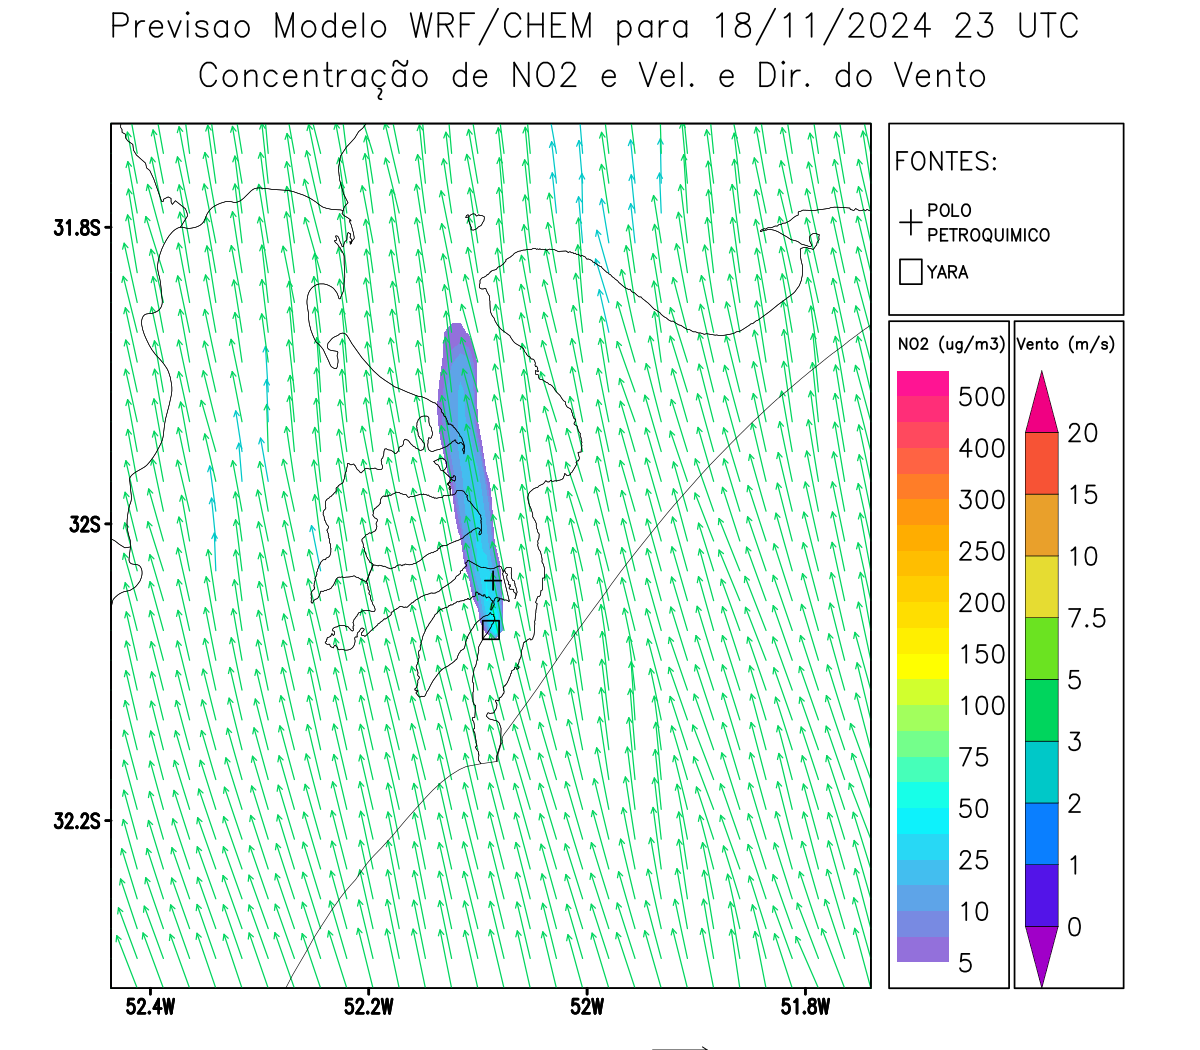 Previsao Modelo WRF/CHEM para 18/11/2024 23 UTC
Concentração de NO2 e Vel. e Dir. do Vento
FONTES:
POLO
PETROQUIMICO
YARA
NO2 (ug/m3)
500
400
300
250
200
150
100
75
50
25
10
5
Vento (m/s)
20
15
10
7.5
5
3
2
1
0
31.8S
32S
32.2S
52.4W
52.2W
52W
51.8W